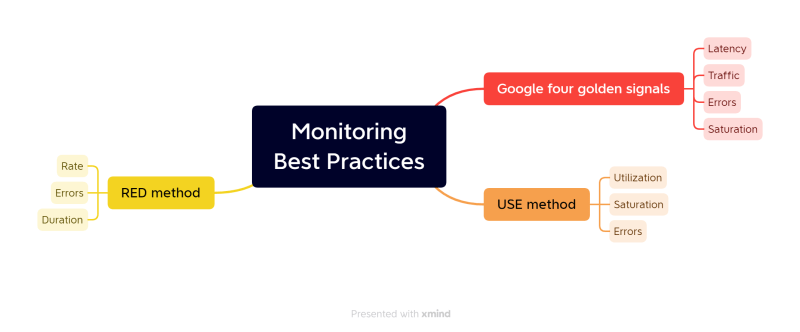 Monitoring
Best Practices
Google four golden signals
Latency
Traffic
Errors
Saturation
USE method
Utilization
Saturation
Errors
RED method
Rate
Errors
Duration
Presented with xmind